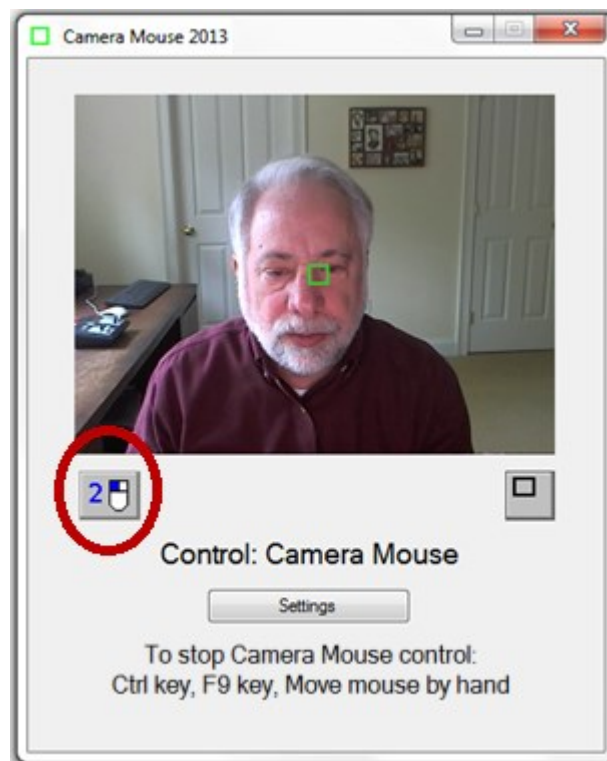 Camera Mouse 2013
2
Control: Camera Mouse
Settings
To stop Camera Mouse control:
Ctrl key, F9 key, Move mouse by hand